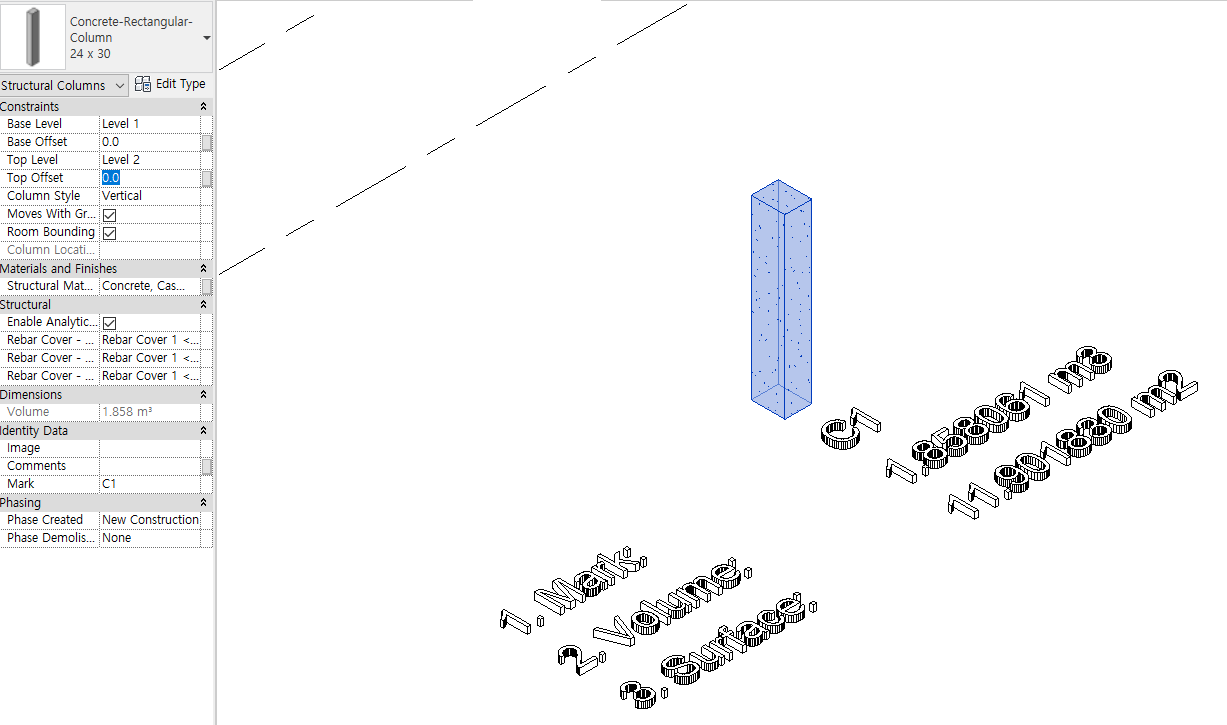 Concrete-Rectangular-
Column
24 x 30
Structural Columns
Edit Type
Constraints
Base Level Level 1
Base Offset 0.0
Top Level Level 2
Top Offset 0.0
Column Style Vertical
Moves With Gr...
Room Bounding
Column Locati...
Materials and Finishes
Structural Mat... Concrete, Cas...
Structural
Enable Analytic...
Rebar Cover - ... Rebar Cover 1 <...
Rebar Cover - ... Rebar Cover 1 <...
Rebar Cover - ... Rebar Cover 1 <...
Dimensions
Volume 1.858 m³
Identity Data
Image
Comments
Mark C1
Phasing
Phase Created New Construction
Phase Demolis... None
C1
1.858061 m3
11.901830 m2
1. Mark:
2. Volume:
3. Surface: